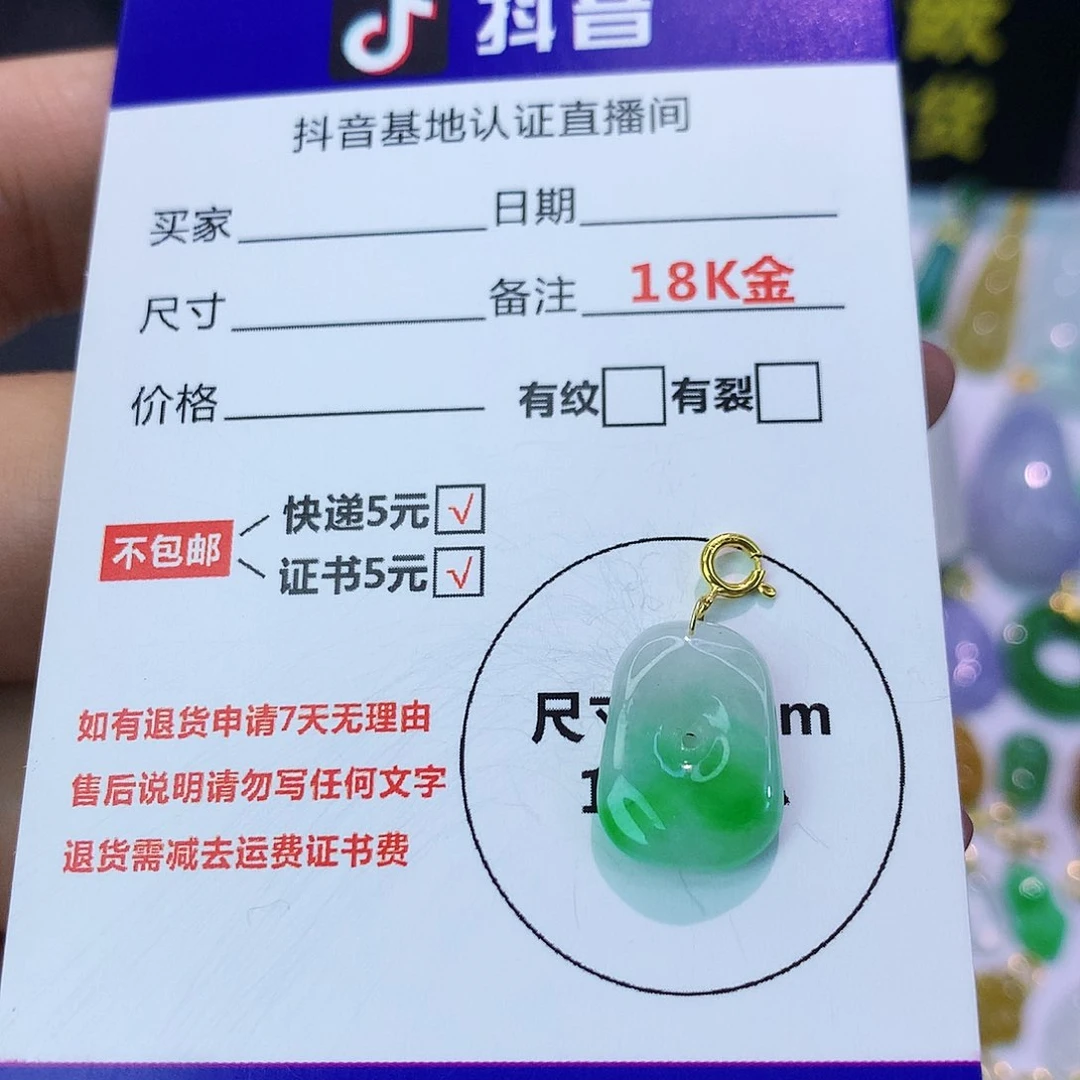 抖音
抖音基地认证直播间
买家 日期
尺寸 备注 18K金
价格 有纹 有裂
不包邮 快递5元 √
证书5元 √
如有退货申请7天无理由
售后说明请勿写任何文字
退货需减去运费证书费
尺 m